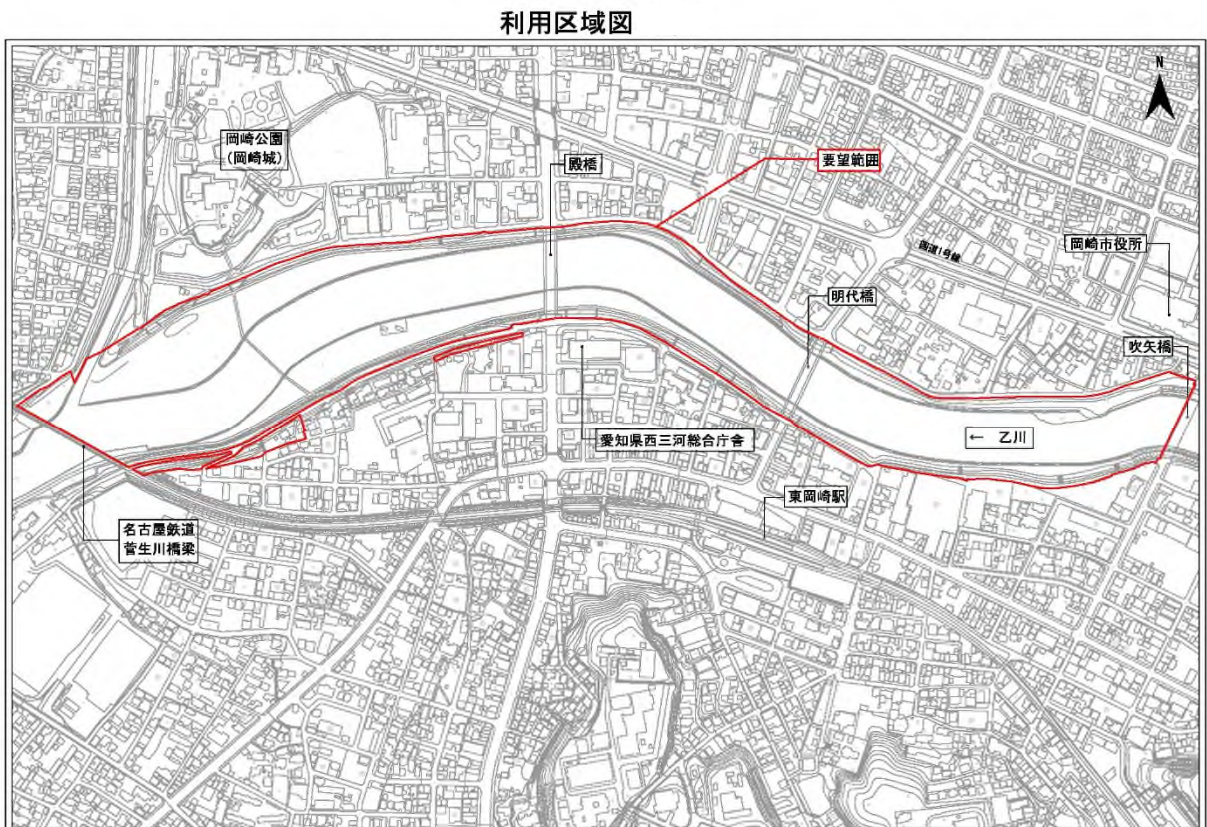 利用区域図
N
岡崎公園
(岡崎城)
殿橋
要望範囲
国道1号線
岡崎市役所
明代橋
吹矢橋
← 乙川
愛知県西三河総合庁舎
東岡崎駅
名古屋鉄道
菅生川橋梁